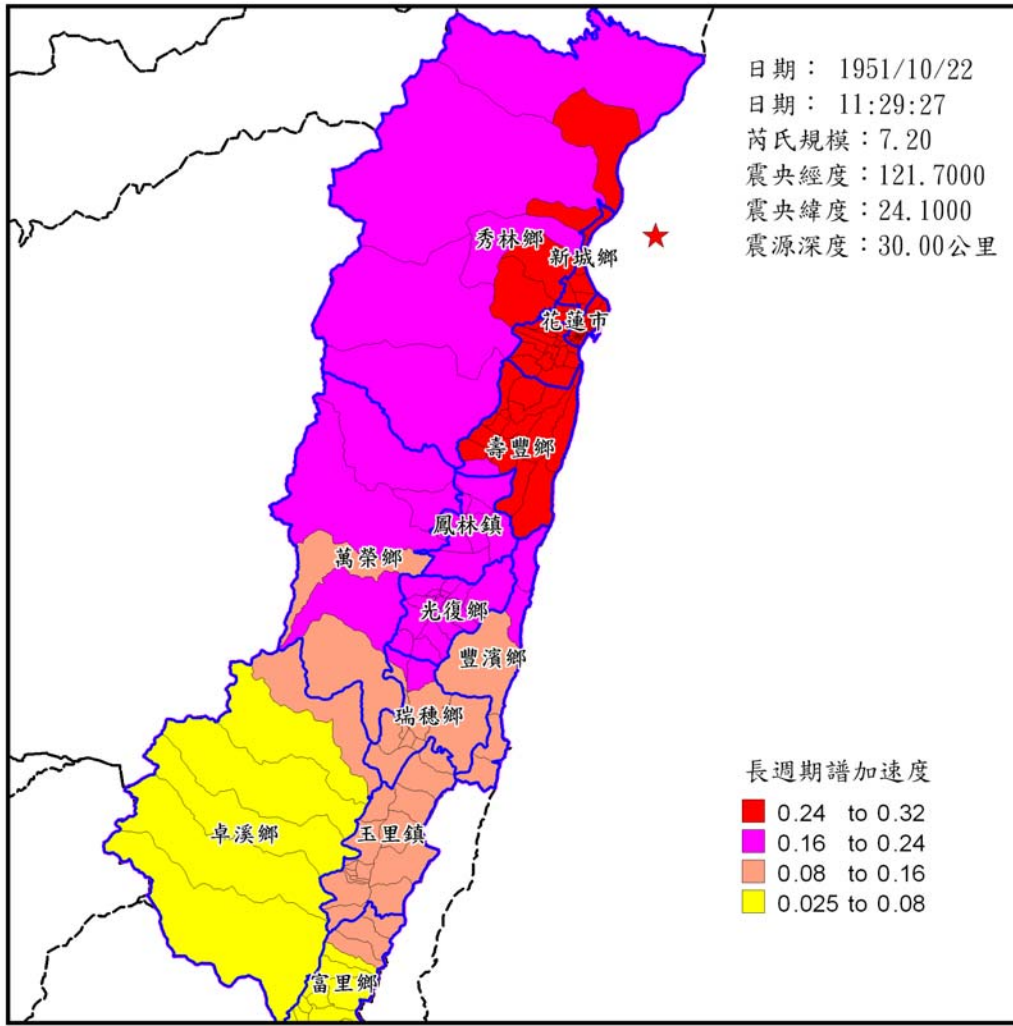 日期： 1951/10/22
日期： 11:29:27
芮氏規模：7.20
震央經度：121.7000
震央緯度：24.1000
震源深度：30.00公里
秀林鄉
新城鄉
花蓮市
壽豐鄉
鳳林鎮
萬榮鄉
光復鄉
豐濱鄉
瑞穗鄉
卓溪鄉
玉里鎮
富里鄉
長週期譜加速度
0.24 to 0.32
0.16 to 0.24
0.08 to 0.16
0.025 to 0.08